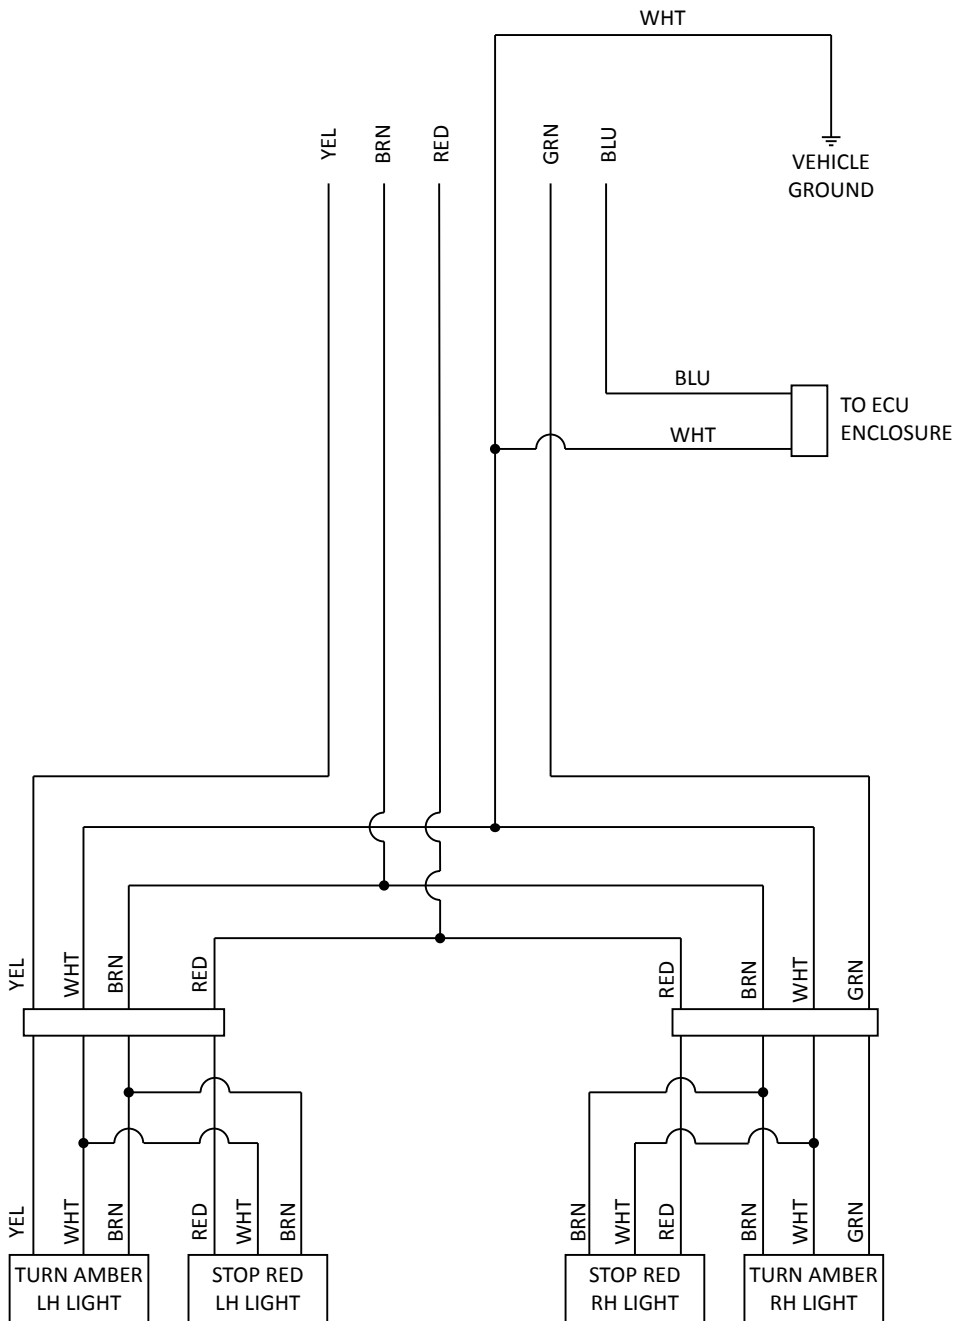 WHT
YEL
BRN
RED
GRN
BLU
VEHICLE
GROUND
BLU
TO ECU
ENCLOSURE
WHT
YEL
WHT
BRN
RED
RED
BRN
WHT
GRN
YEL
WHT
BRN
RED
WHT
BRN
BRN
WHT
RED
BRN
WHT
GRN
TURN AMBER
LH LIGHT
STOP RED
LH LIGHT
STOP RED
RH LIGHT
TURN AMBER
RH LIGHT